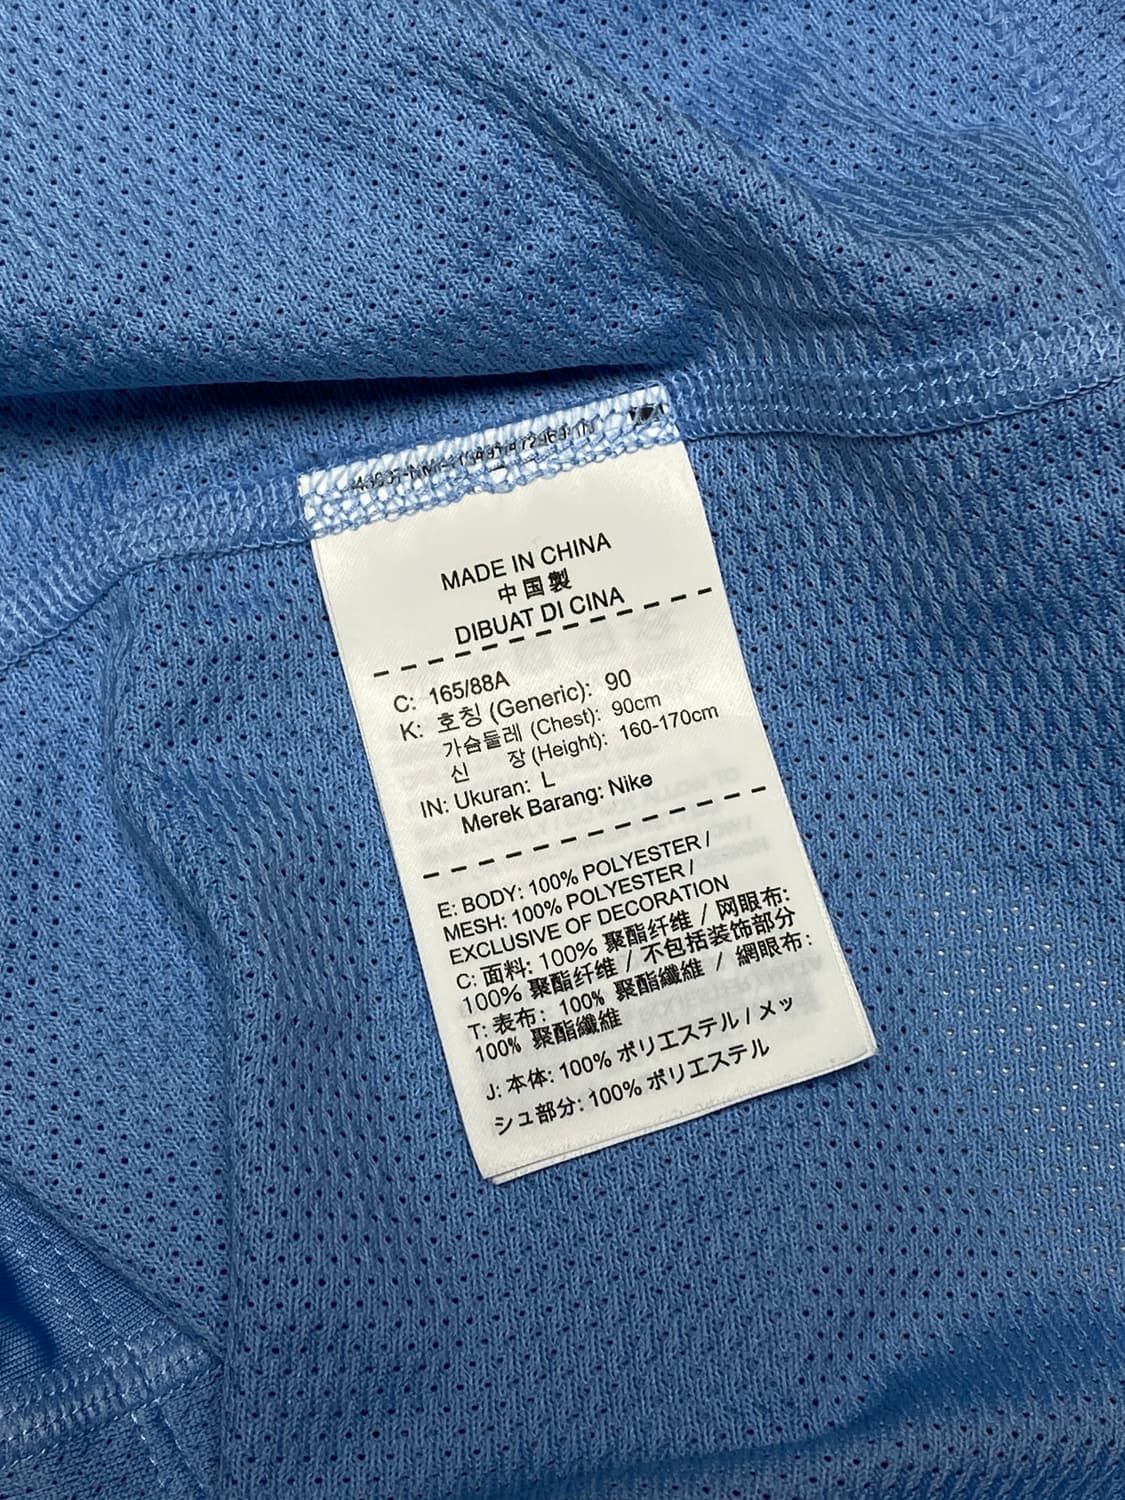 MADE IN CHINA
中国製
DIBUAT DI CINA
C: 165/88A
K: 호칭 (Generic): 90
가슴둘레 (Chest): 90cm
신 장 (Height): 160-170cm
IN: Ukuran: L
Merek Barang: Nike
E: BODY: 100% POLYESTER /
MESH: 100% POLYESTER /
EXCLUSIVE OF DECORATION
C: 面料: 100% 聚酯纤维 / 网眼布:
100% 聚酯纤维 / 不包括装饰部分
T: 表布: 100% 聚酯纖維 / 網眼布:
100% 聚酯纖維
J: 本体: 100% ポリエステル / メッ
シュ部分: 100% ポリエステル